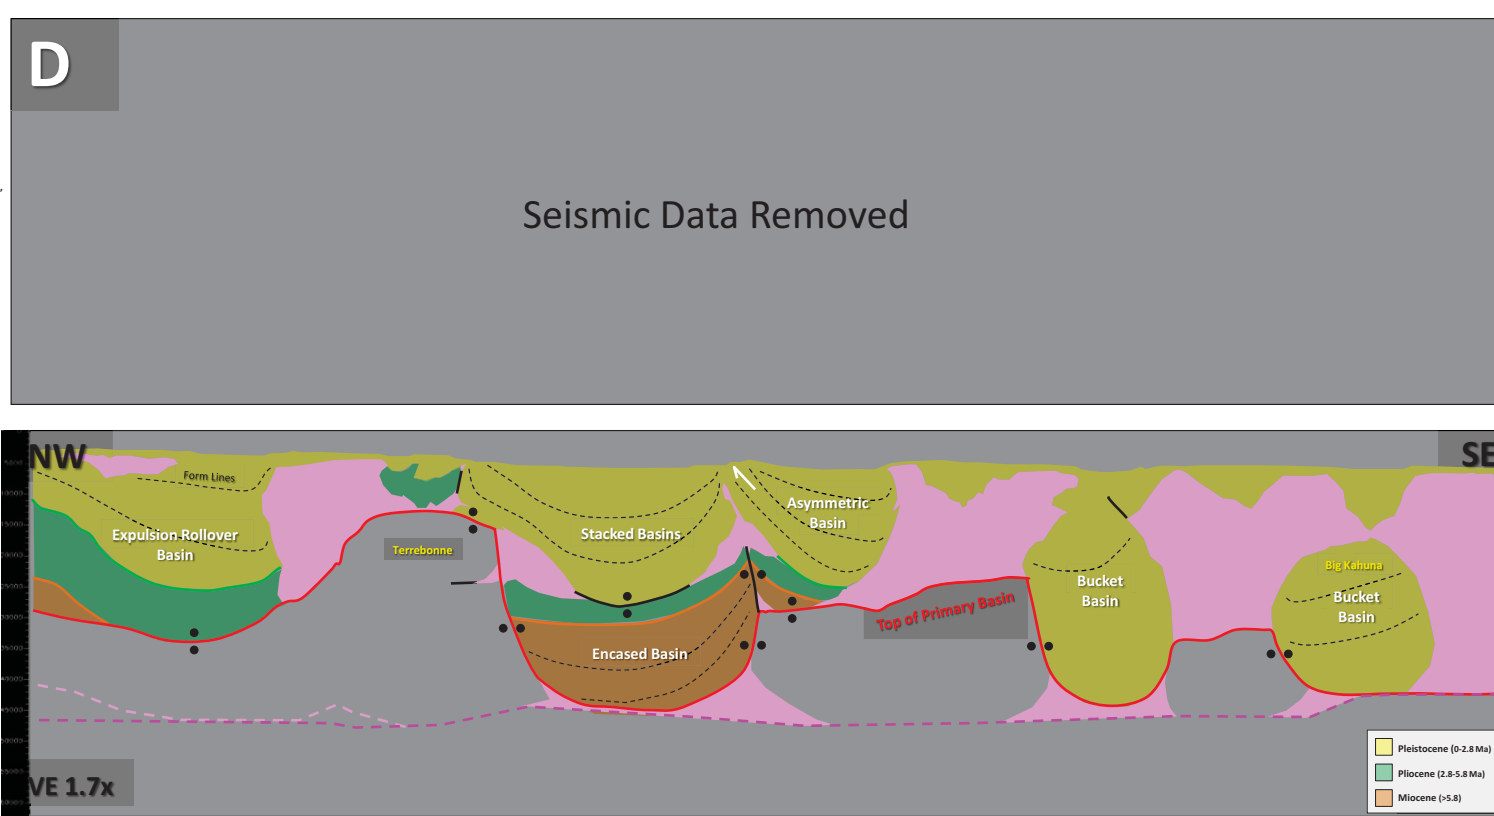 D
Seismic Data Removed
NW
SE
Form Lines
Expulsion Rollover
Basin
Terrebonne
Stacked Basins
Asymmetric
Basin
Encased Basin
Top of Primary Basin
Bucket
Basin
Big Kahuna
Bucket
Basin
VE 1.7x
Pleistocene (0-2.8 Ma)
Pliocene (2.8-5.8 Ma)
Miocene (>5.8)